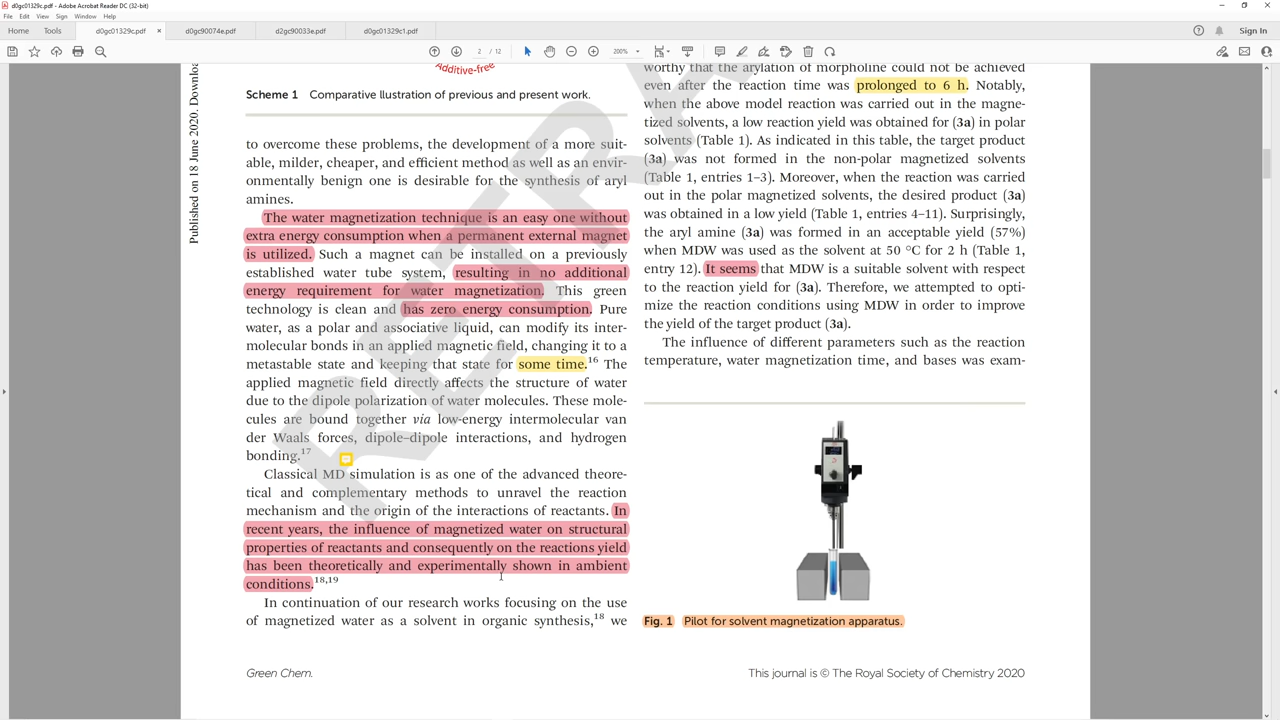 d0gc01329c.pdf - Adobe Acrobat Reader DC (32-bit)
File Edit View Sign Window Help
Home Tools d0gc01329c.pdf × d0gc90074e.pdf d2gc90033e.pdf d0gc01329c1.pdf Sign In
2 / 12 200%
Published on 18 June 2020. Downloa
Additive-free
Scheme 1 Comparative Illustration of previous and present work.
to overcome these problems, the development of a more suit-
able, milder, cheaper, and efficient method as well as an envir-
onmentally benign one is desirable for the synthesis of aryl
amines.
The water magnetization technique is an easy one without
extra energy consumption when a permanent external magnet
is utilized. Such a magnet can be installed on a previously
established water tube system, resulting in no additional
energy requirement for water magnetization. This green
technology is clean and has zero energy consumption. Pure
water, as a polar and associative liquid, can modify its inter-
molecular bonds in an applied magnetic field, changing it to a
metastable state and keeping that state for some time.16 The
applied magnetic field directly affects the structure of water
due to the dipole polarization of water molecules. These mole-
cules are bound together via low-energy intermolecular van
der Waals forces, dipole–dipole interactions, and hydrogen
bonding.17
Classical MD simulation is as one of the advanced theore-
tical and complementary methods to unravel the reaction
mechanism and the origin of the interactions of reactants. In
recent years, the influence of magnetized water on structural
properties of reactants and consequently on the reactions yield
has been theoretically and experimentally shown in ambient
conditions.18,19
In continuation of our research works focusing on the use
of magnetized water as a solvent in organic synthesis,18 we
worthy that the arylation of morpholine could not be achieved
even after the reaction time was prolonged to 6 h. Notably,
when the above model reaction was carried out in the magne-
tized solvents, a low reaction yield was obtained for (3a) in polar
solvents (Table 1). As indicated in this table, the target product
(3a) was not formed in the non-polar magnetized solvents
(Table 1, entries 1–3). Moreover, when the reaction was carried
out in the polar magnetized solvents, the desired product (3a)
was obtained in a low yield (Table 1, entries 4–11). Surprisingly,
the aryl amine (3a) was formed in an acceptable yield (57%)
when MDW was used as the solvent at 50 °C for 2 h (Table 1,
entry 12). It seems that MDW is a suitable solvent with respect
to the reaction yield for (3a). Therefore, we attempted to opti-
mize the reaction conditions using MDW in order to improve
the yield of the target product (3a).
The influence of different parameters such as the reaction
temperature, water magnetization time, and bases was exam-
Fig. 1 Pilot for solvent magnetization apparatus.
Green Chem.
This journal is © The Royal Society of Chemistry 2020
RETRA